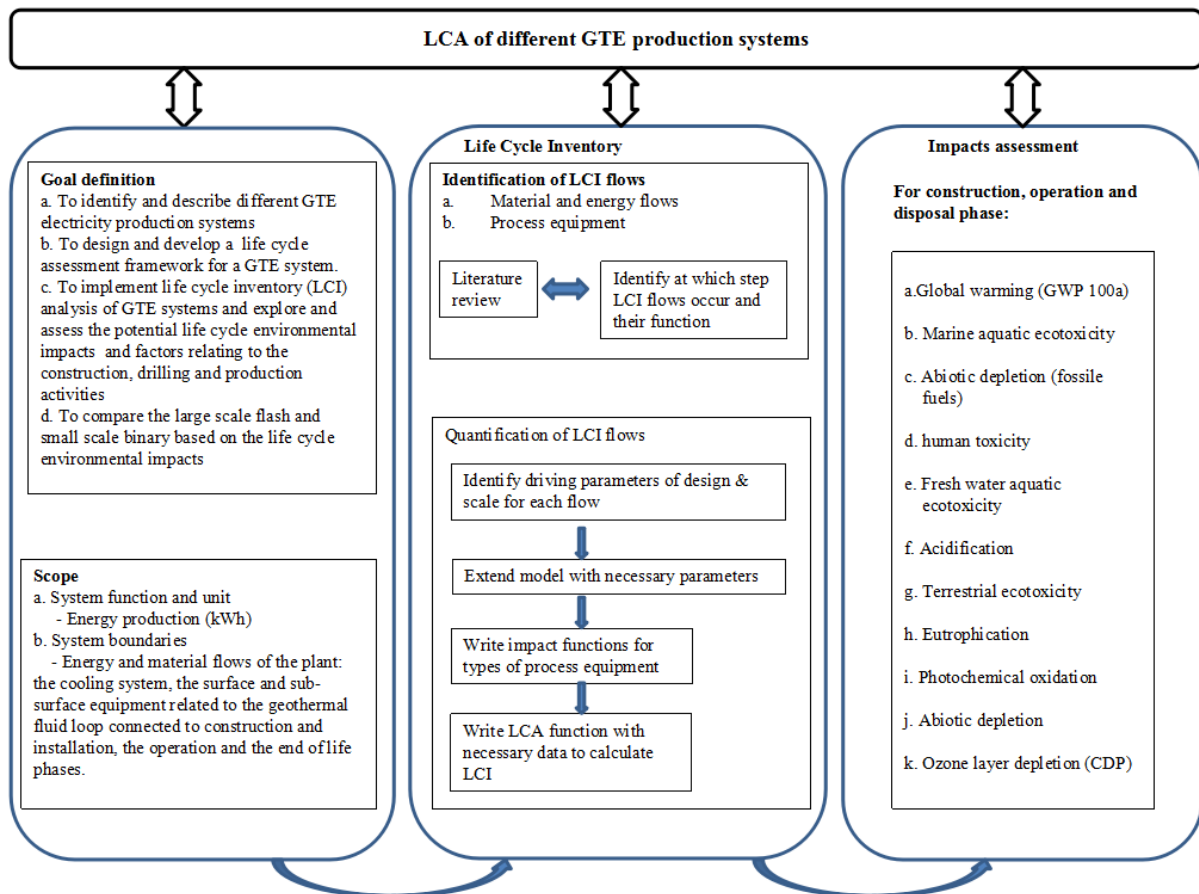 LCA of different GTE production systems
Goal definition
a. To identify and describe different GTE
electricity production systems
b. To design and develop a life cycle
assessment framework for a GTE system.
c. To implement life cycle inventory (LCI)
analysis of GTE systems and explore and
assess the potential life cycle environmental
impacts and factors relating to the
construction, drilling and production
activities
d. To compare the large scale flash and
small scale binary based on the life cycle
environmental impacts
Scope
a. System function and unit
- Energy production (kWh)
b. System boundaries
- Energy and material flows of the plant:
the cooling system, the surface and sub-
surface equipment related to the geothermal
fluid loop connected to construction and
installation, the operation and the end of life
phases.
Life Cycle Inventory
Identification of LCI flows
a. Material and energy flows
b. Process equipment
Literature
review
Identify at which step
LCI flows occur and
their function
Quantification of LCI flows
Identify driving parameters of design &
scale for each flow
Extend model with necessary parameters
Write impact functions for
types of process equipment
Write LCA function with
necessary data to calculate
LCI
Impacts assessment
For construction, operation and
disposal phase:
a.Global warming (GWP 100a)
b. Marine aquatic ecotoxicity
c. Abiotic depletion (fossile
fuels)
d. human toxicity
e. Fresh water aquatic
ecotoxicity
f. Acidification
g. Terrestrial ecotoxicity
h. Eutrophication
i. Photochemical oxidation
j. Abiotic depletion
k. Ozone layer depletion (CDP)